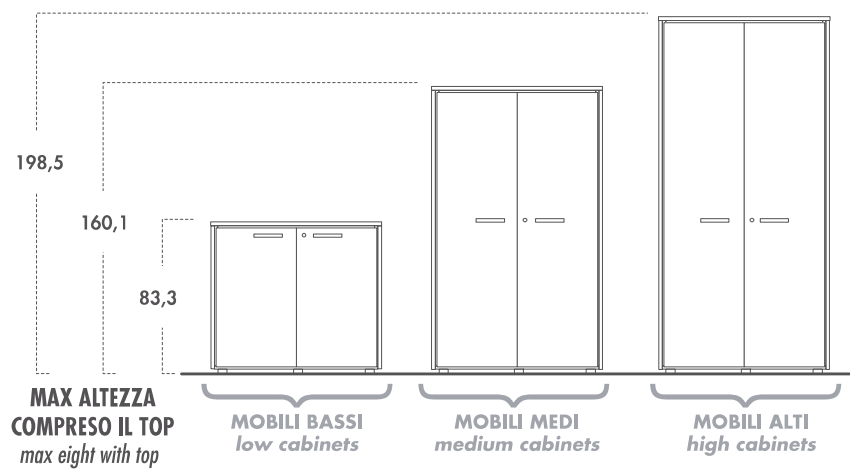 198,5
160,1
83,3
MAX ALTEZZA
COMPRESO IL TOP
max eight with top
MOBILI BASSI
low cabinets
MOBILI MEDI
medium cabinets
MOBILI ALTI
high cabinets